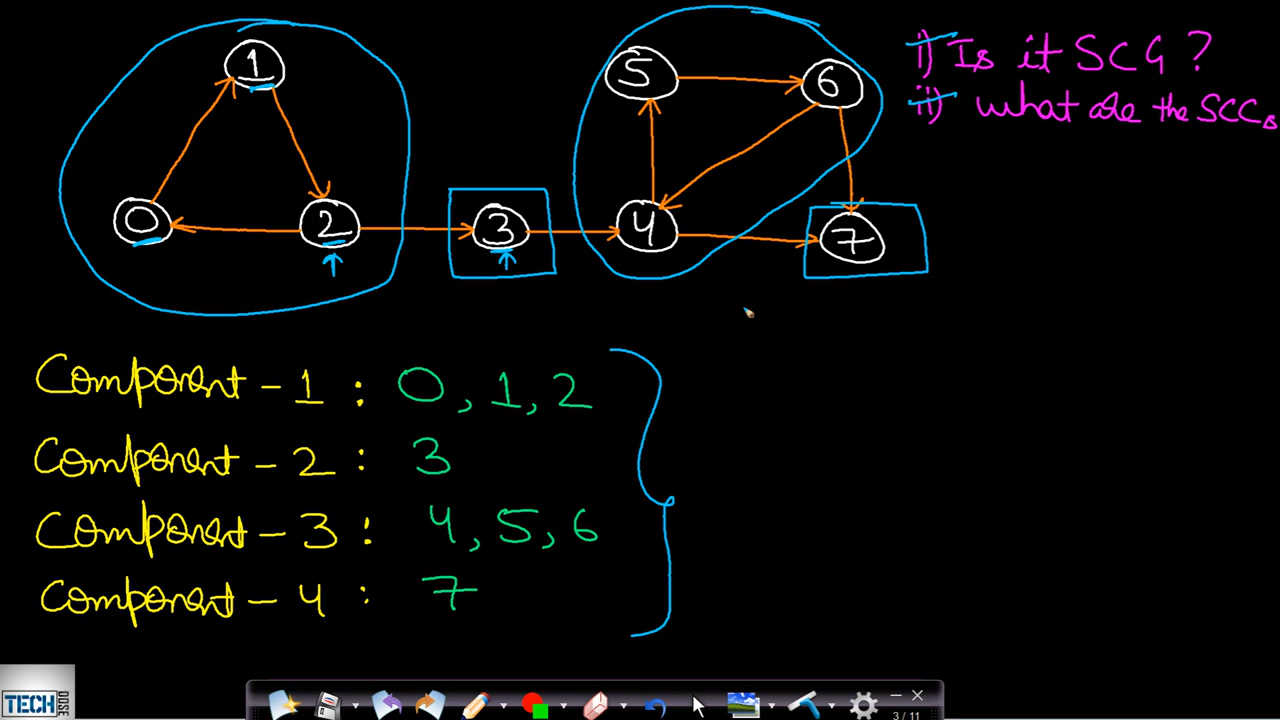 1
5
6
i) Is it SCG ?
ii) what are the SCCs
0
2
3
4
7
Component - 1 : 0, 1, 2
Component - 2 : 3
Component - 3 : 4, 5, 6
Component - 4 : 7
TECH
DOSE
3 / 11